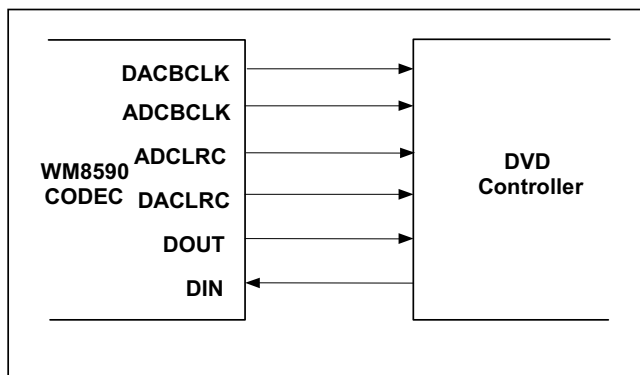 DACBCLK
ADCBCLK
ADCLRC
WM8590
CODEC
DACLRC
DOUT
DIN
DVD
Controller